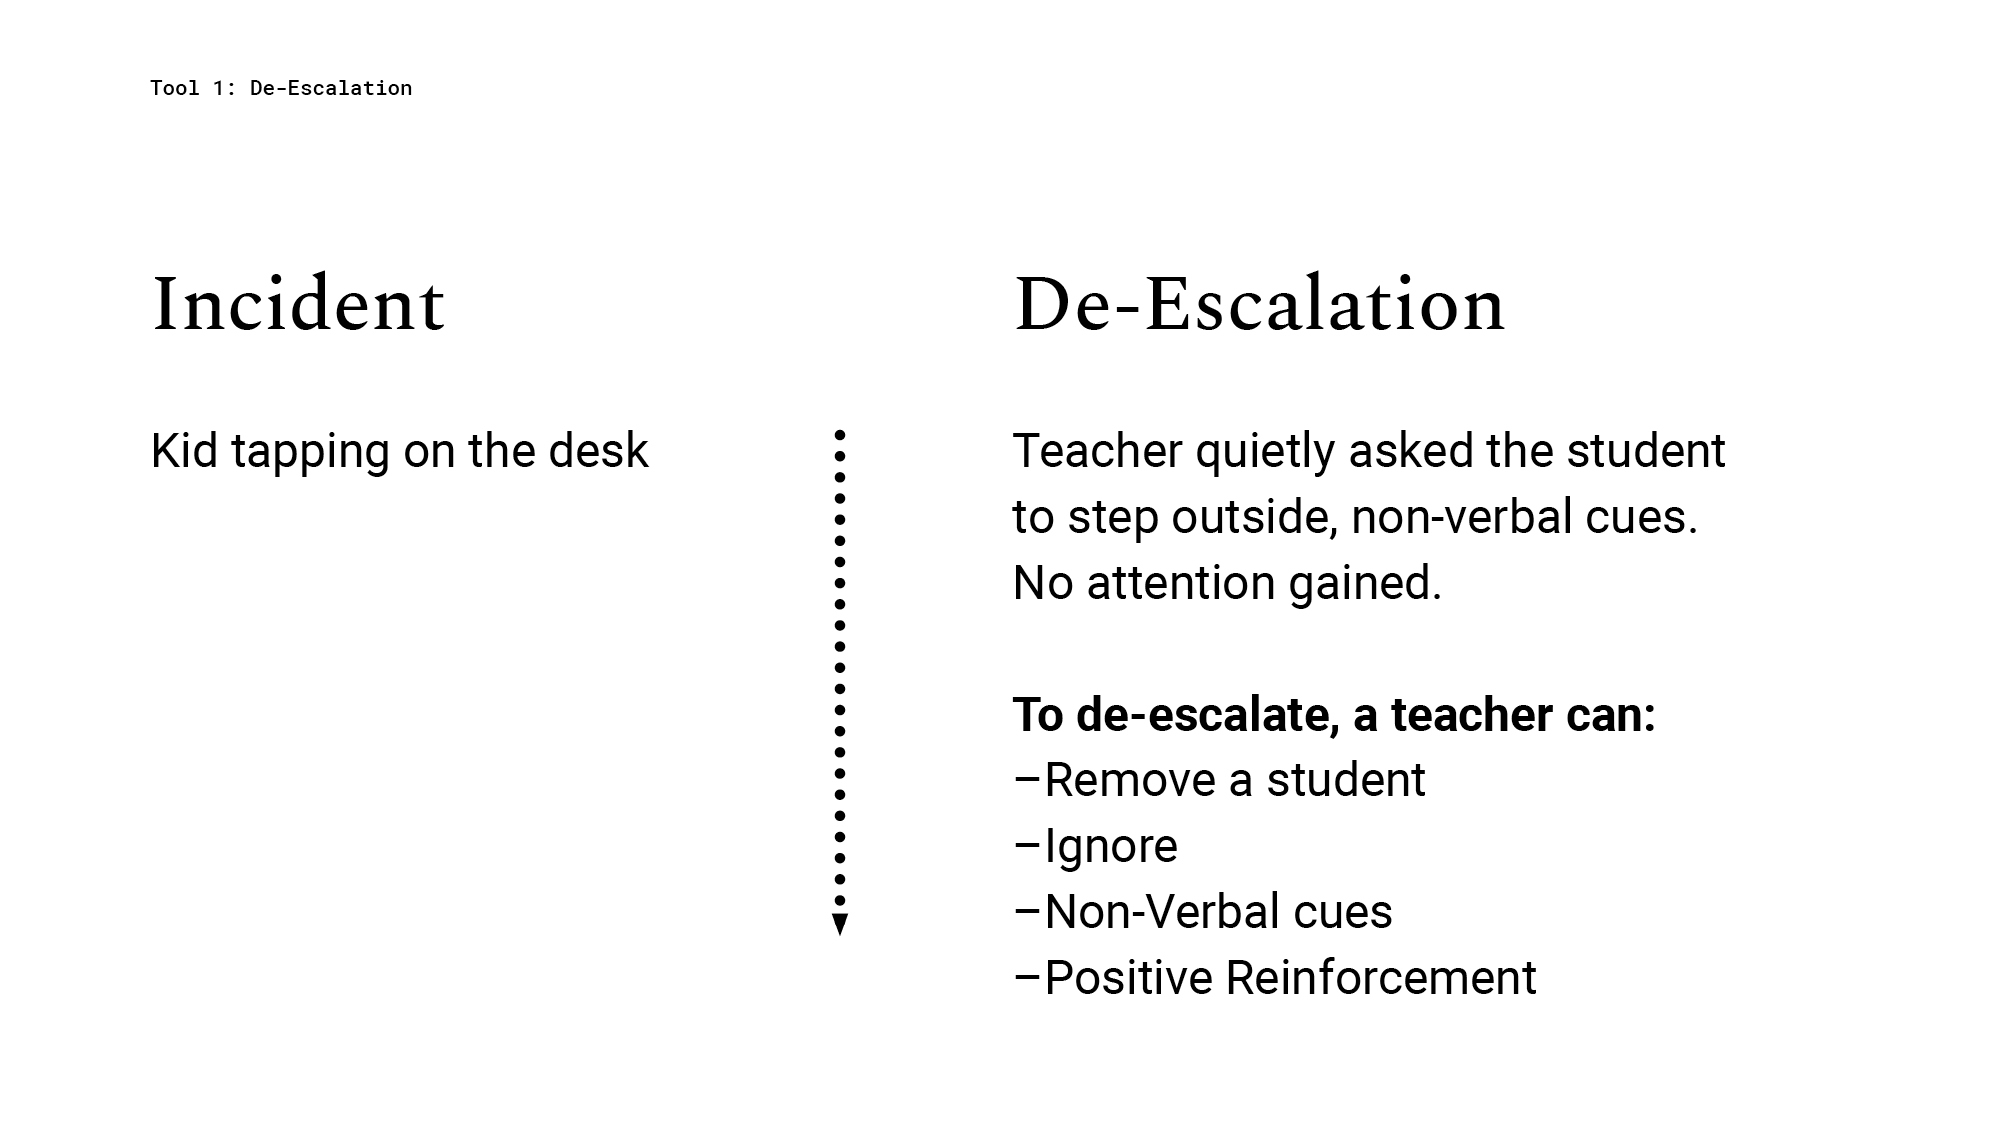 Tool 1: De-Escalation
Incident
Kid tapping on the desk
De-Escalation
Teacher quietly asked the student
to step outside, non-verbal cues.
No attention gained.
To de-escalate, a teacher can:
–Remove a student
–Ignore
–Non-Verbal cues
–Positive Reinforcement